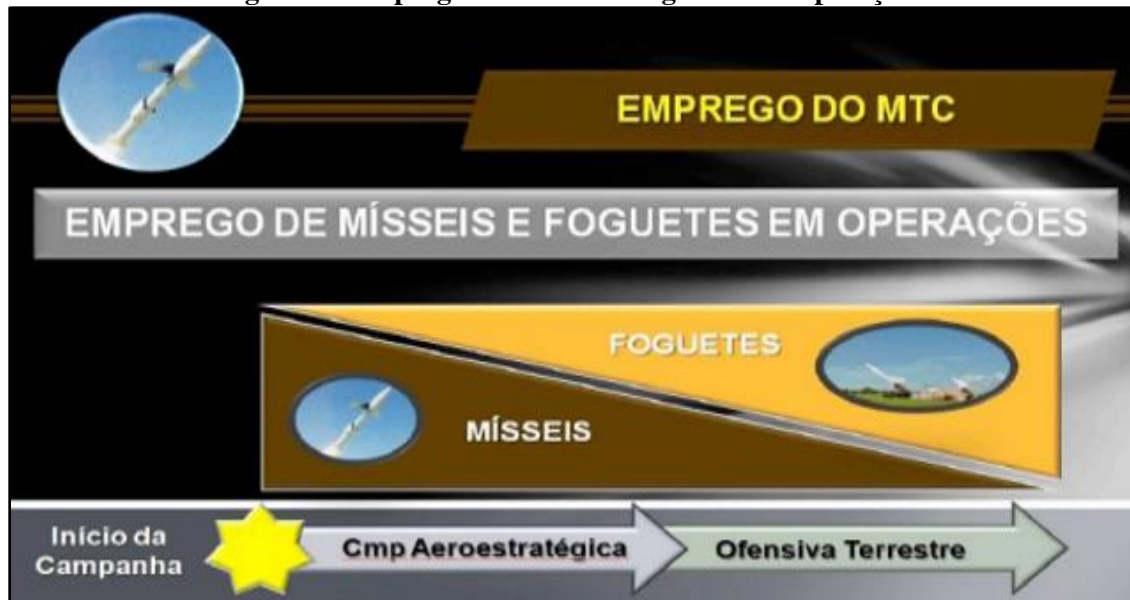 EMPREGO DO MTC
EMPREGO DE MÍSSEIS E FOGUETES EM OPERAÇÕES
FOGUETES
MÍSSEIS
Início da
Campanha
Cmp Aeroestratégica
Ofensiva Terrestre